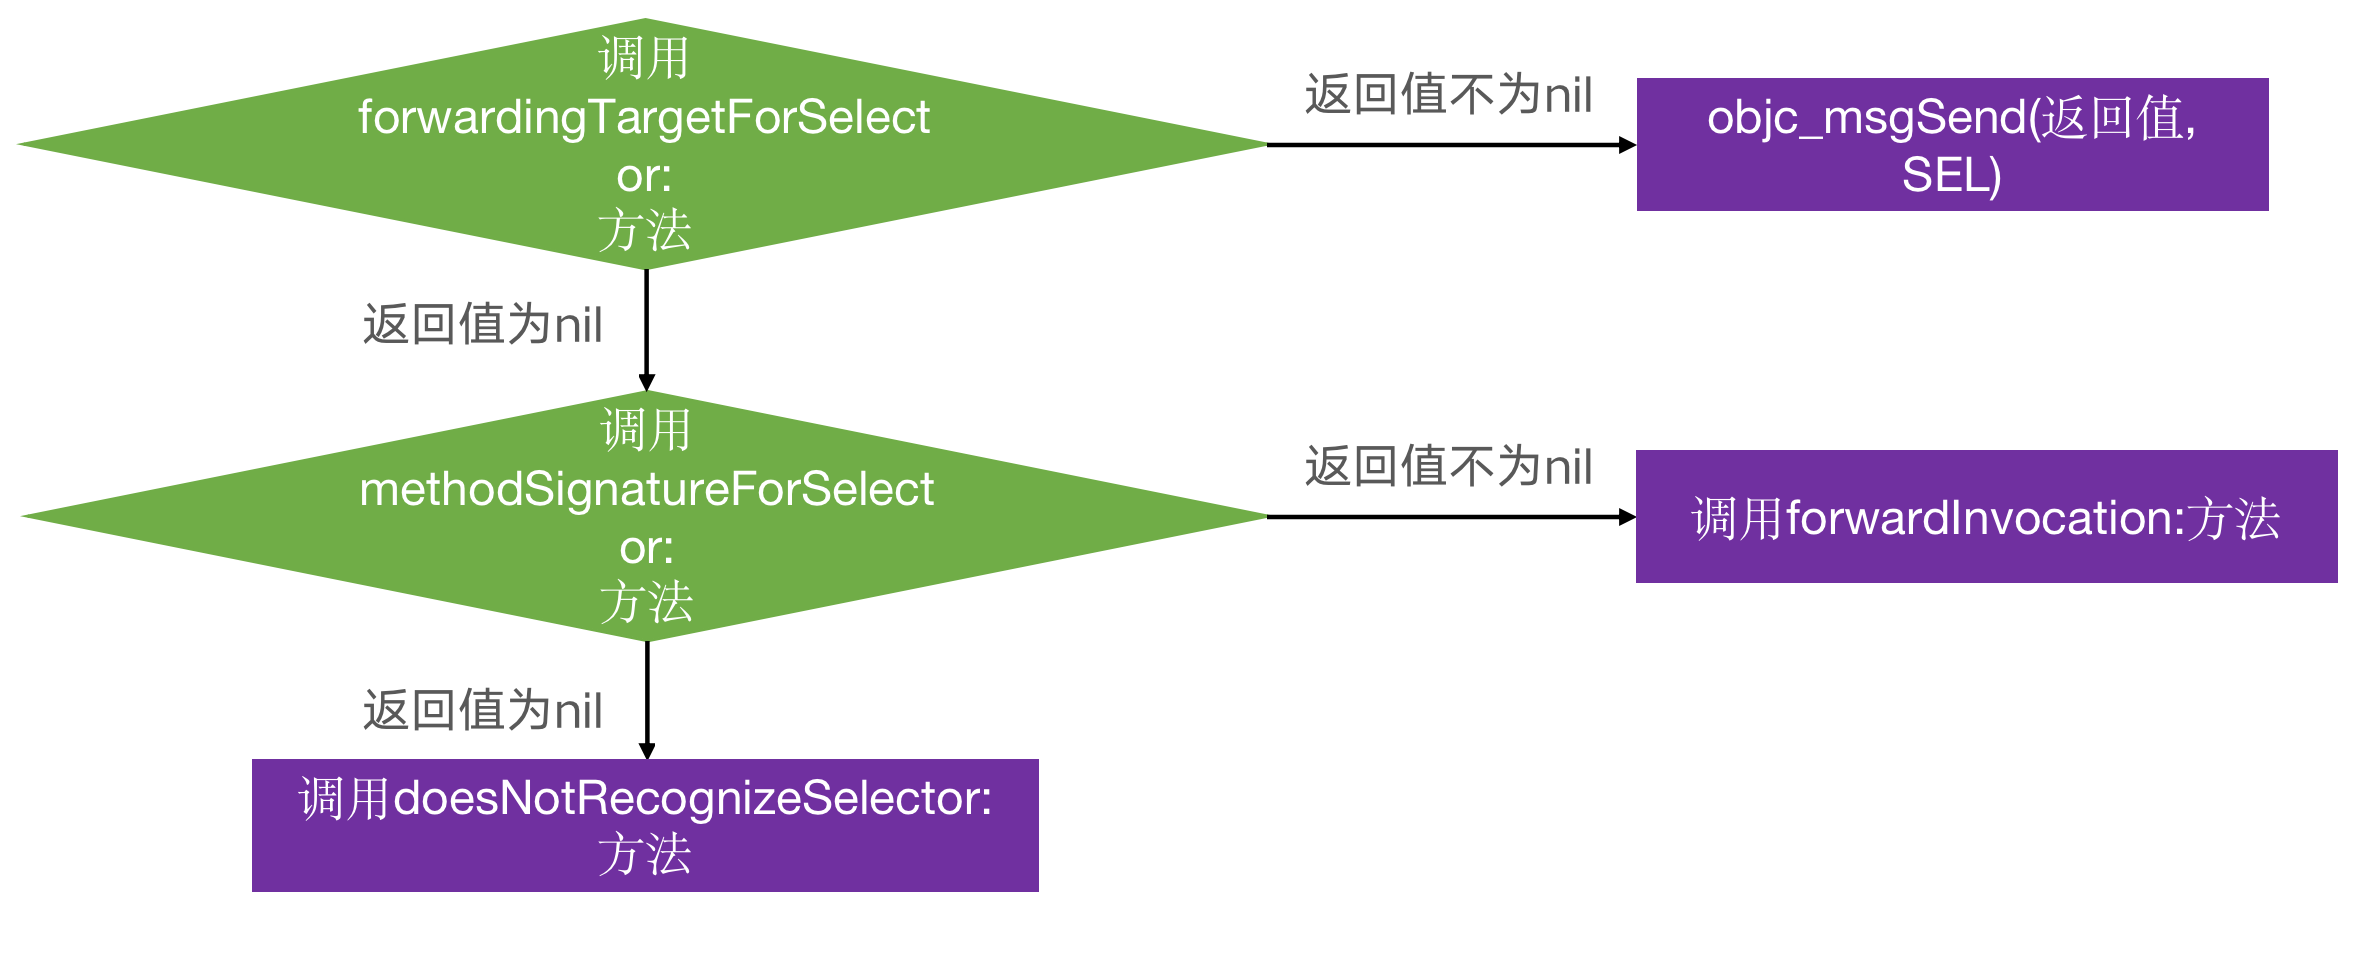 调用
forwardingTargetForSelect
or:
方法
返回值不为nil
objc_msgSend(返回值,
SEL)
返回值为nil
调用
methodSignatureForSelect
or:
方法
返回值不为nil
调用forwardInvocation:方法
返回值为nil
调用doesNotRecognizeSelector:
方法